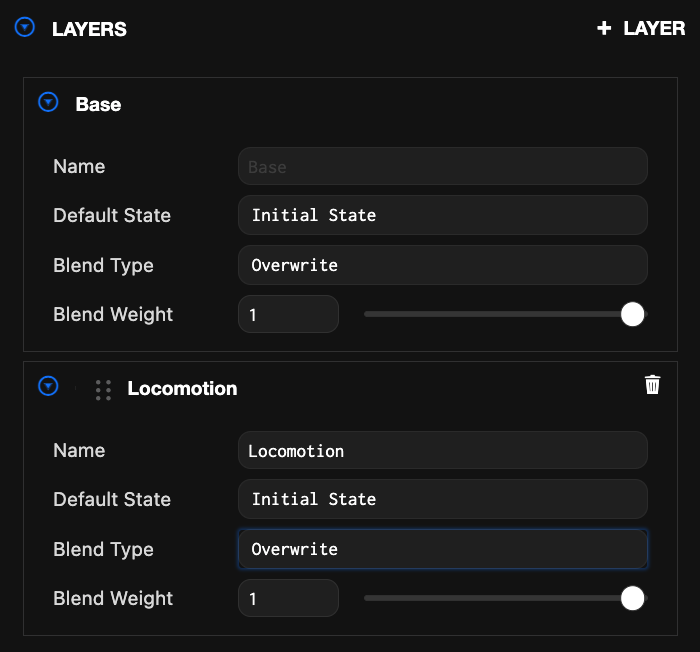 LAYERS + LAYER
Base
Name Base
Default State Initial State
Blend Type Overwrite
Blend Weight 1
Locomotion
Name Locomotion
Default State Initial State
Blend Type Overwrite
Blend Weight 1